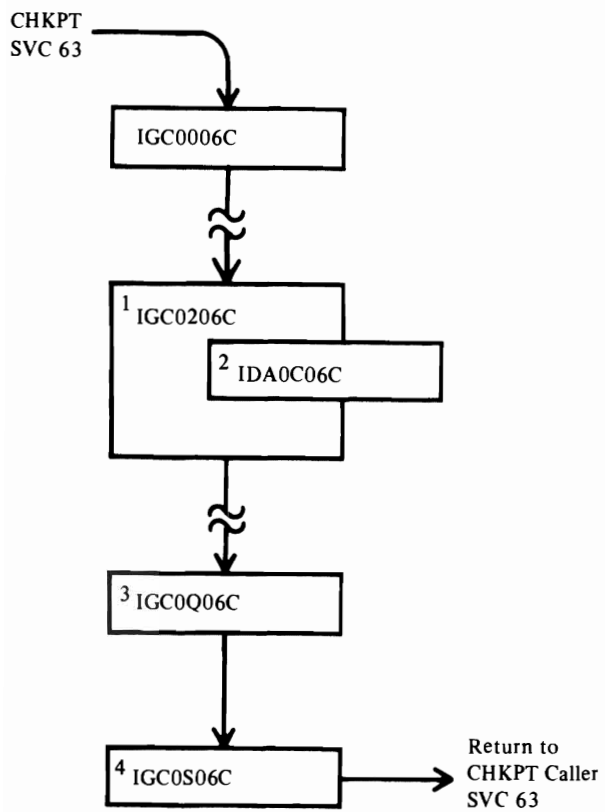 CHKPT
SVC 63
IGC0006C
1 IGC0206C
2 IDA0C06C
3 IGC0Q06C
4 IGC0S06C
Return to
CHKPT Caller
SVC 63